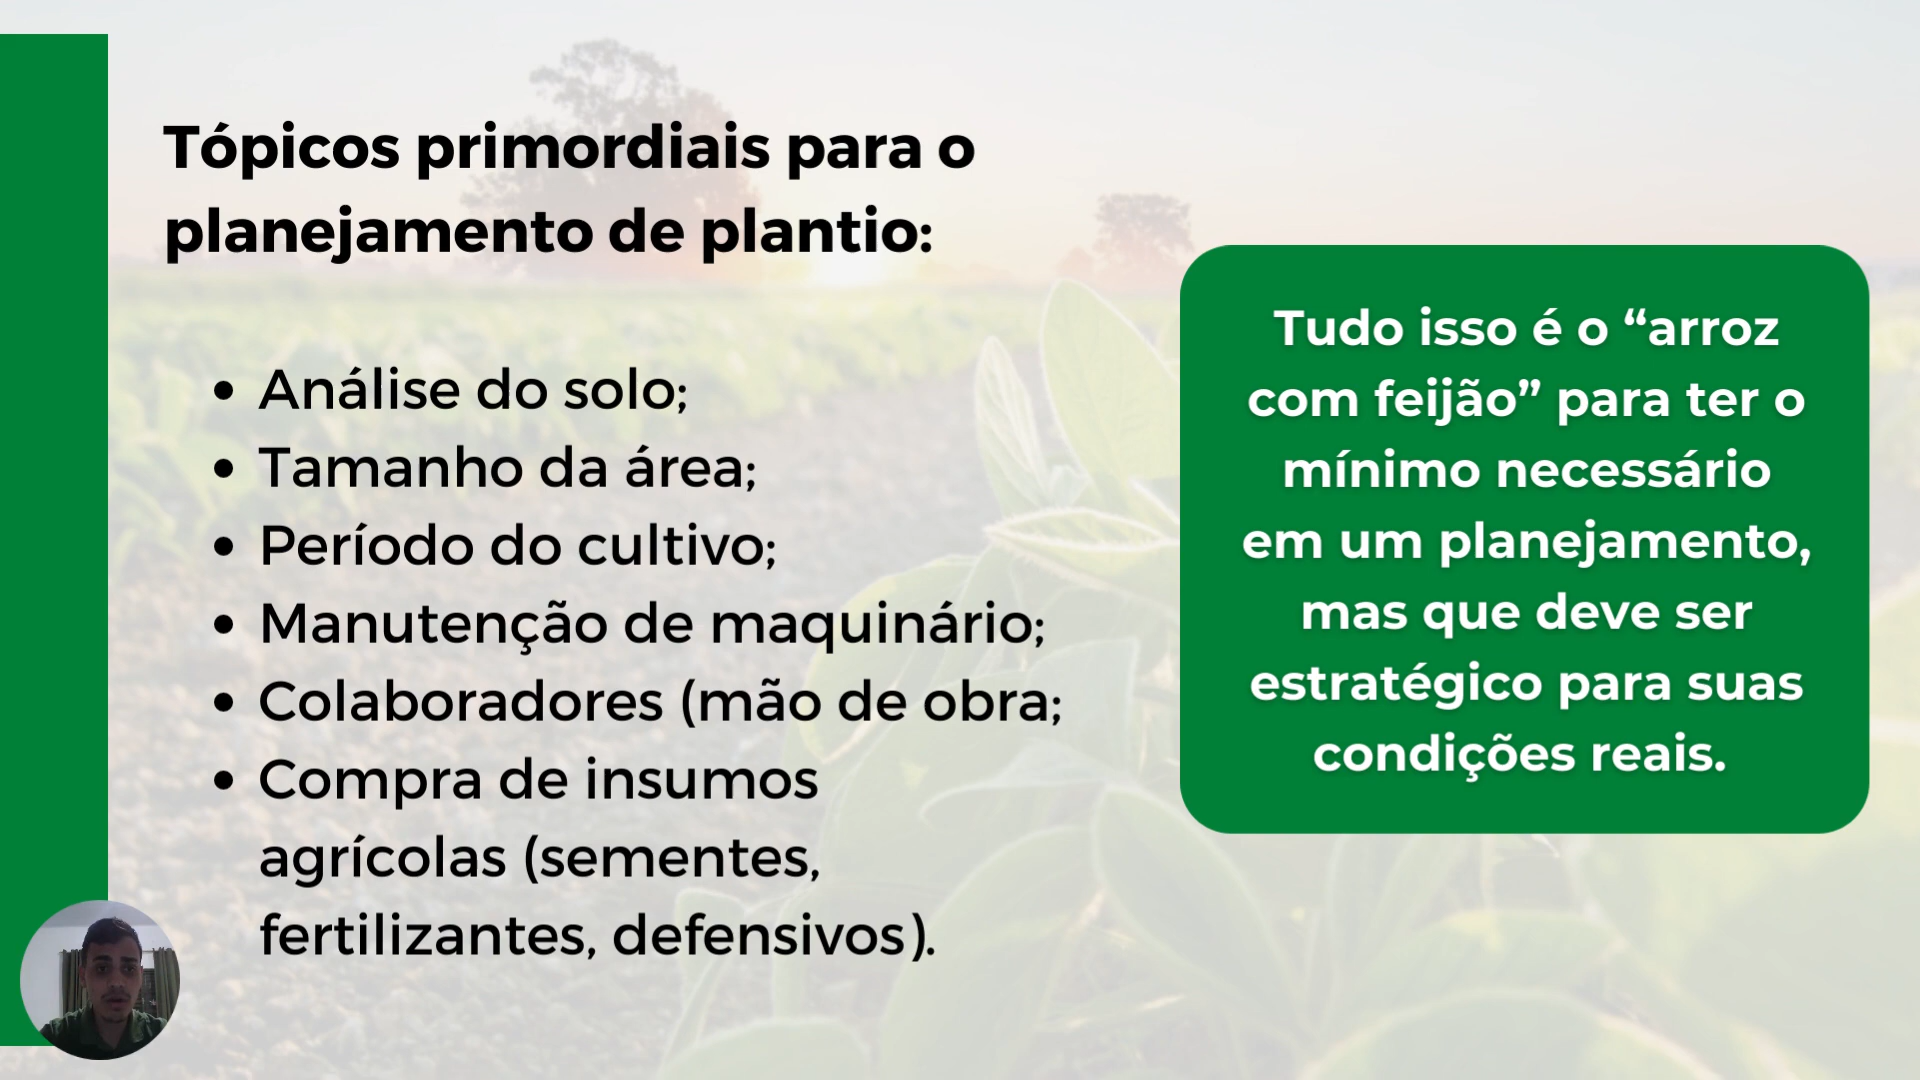 Tópicos primordiais para o
planejamento de plantio:
• Análise do solo;
• Tamanho da área;
• Período do cultivo;
• Manutenção de maquinário;
• Colaboradores (mão de obra;
• Compra de insumos
agrícolas (sementes,
fertilizantes, defensivos).
Tudo isso é o “arroz
com feijão” para ter o
mínimo necessário
em um planejamento,
mas que deve ser
estratégico para suas
condições reais.